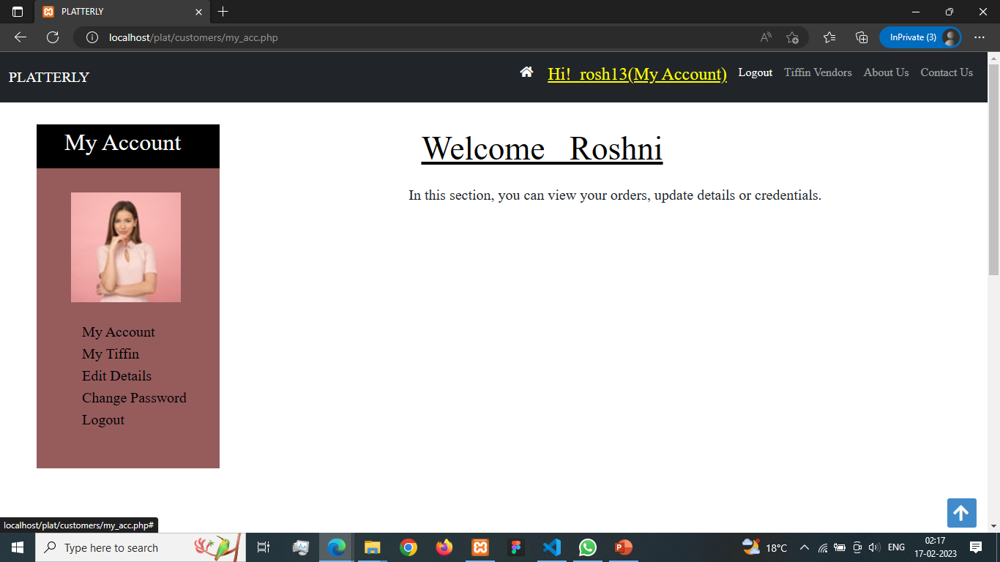 PLATTERLY
localhost/plat/customers/my_acc.php
InPrivate (3)
PLATTERLY
Hi! rosh13(My Account)
Logout
Tiffin Vendors
About Us
Contact Us
My Account
Welcome Roshni
In this section, you can view your orders, update details or credentials.
My Account
My Tiffin
Edit Details
Change Password
Logout
localhost/plat/customers/my_acc.php#
Type here to search
18°C
ENG
02:17
17-02-2023